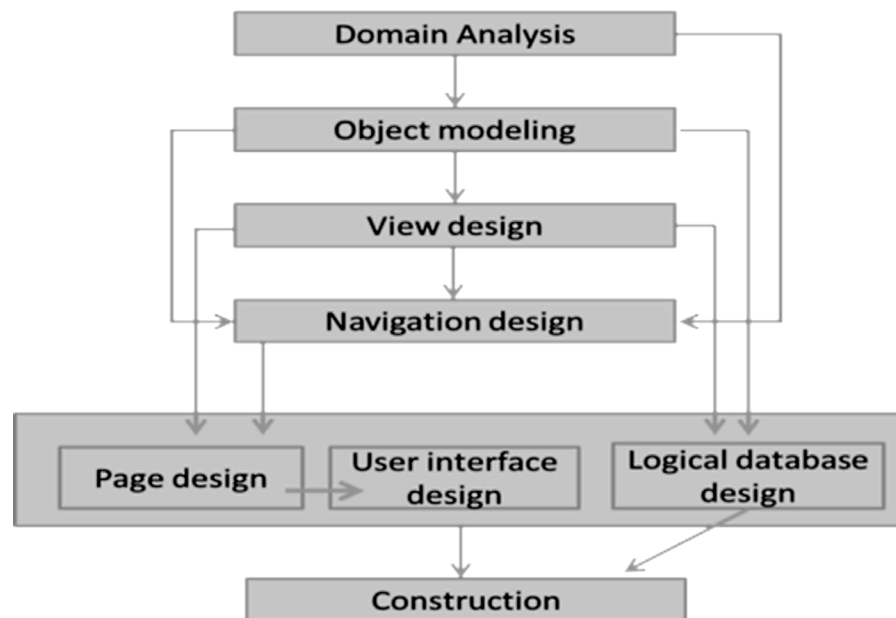 Domain Analysis
Object modeling
View design
Navigation design
Page design
User interface
design
Logical database
design
Construction